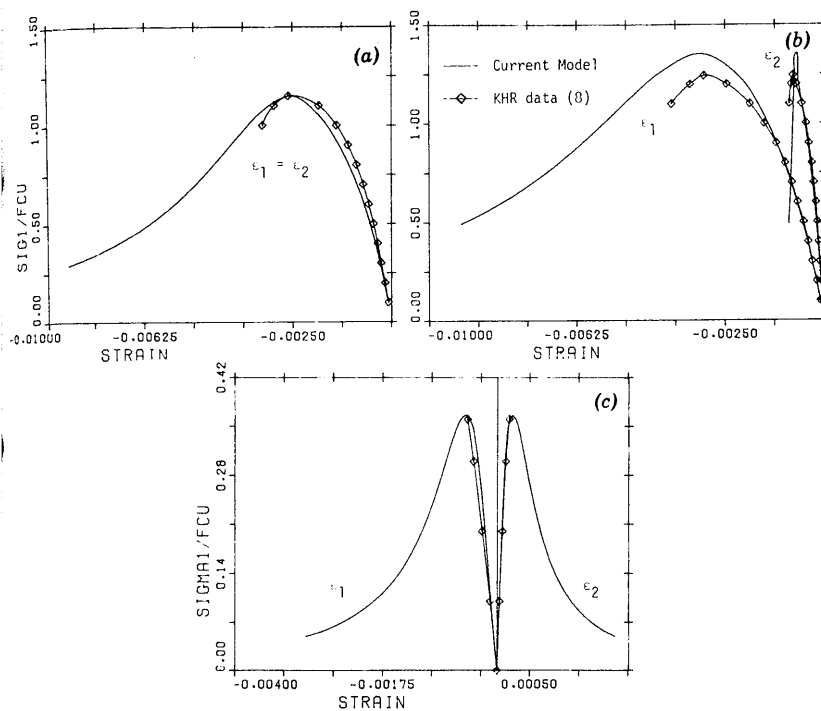 1.50
1.00
0.50
0.00
SIG1/FCU
(a)
ε1 = ε2
-0.01000
-0.00625
-0.00250
STRAIN
1.50
1.00
0.50
0.00
(b)
Current Model
KHR data (8)
ε1
ε2
-0.01000
-0.00625
-0.00250
STRAIN
0.42
0.28
0.14
0.00
SIGMA1/FCU
(c)
ε1
ε2
-0.00400
-0.00175
0.00050
STRAIN